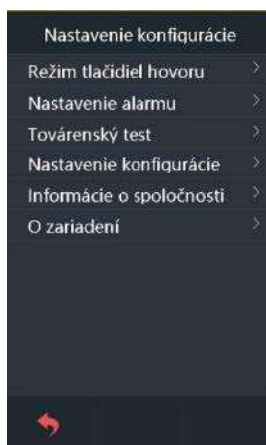 Nastavenie konfigurácie
Režim tlačidiel hovoru
Nastavenie alarmu
Továrenský test
Nastavenie konfigurácie
Informácie o spoločnosti
O zariadení